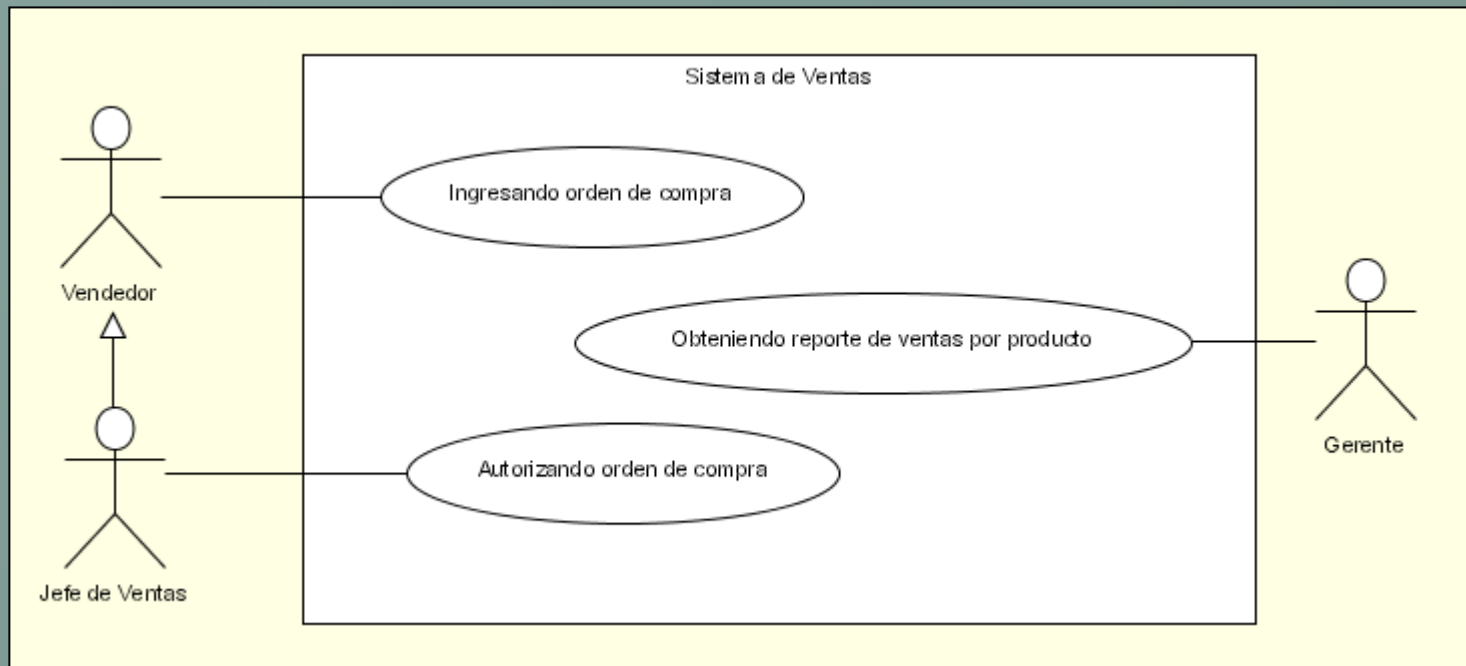 Sistema de Ventas
Ingresando orden de compra
Vendedor
Obteniendo reporte de ventas por producto
Gerente
Autorizando orden de compra
Jefe de Ventas